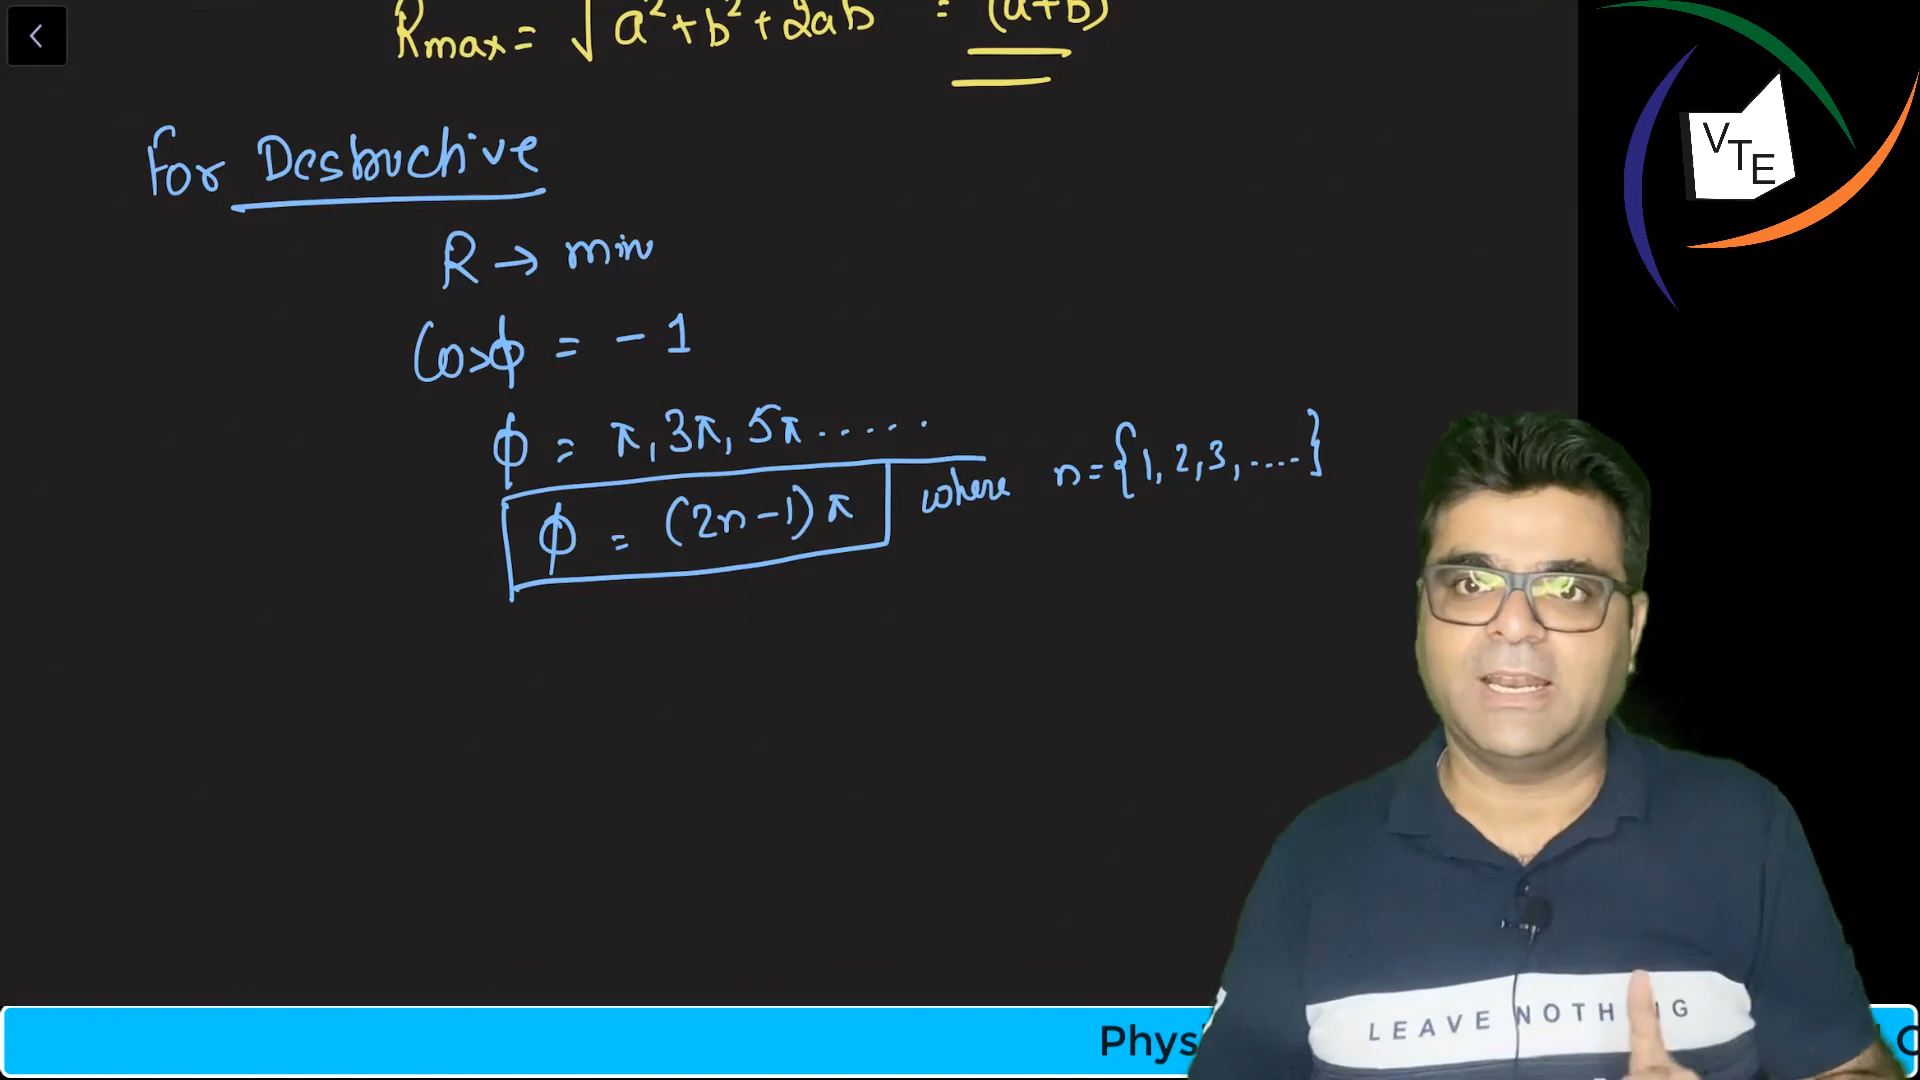 Rmax = √a²+b²+2ab = (a+b)
For Destructive
R → min
Cosφ = - 1
φ = π, 3π, 5π .....
φ = (2n-1)π where n={1, 2, 3, ....}
VTE
LEAVE NOTH G
Phys